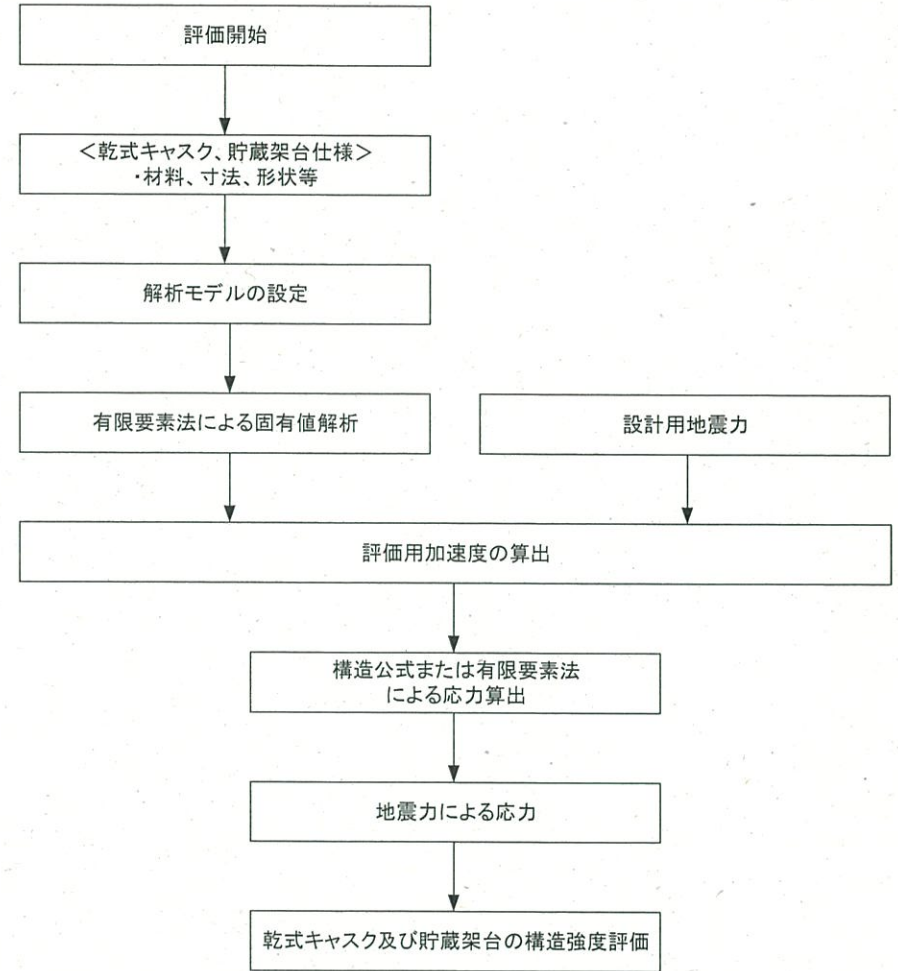 評価開始
＜乾式キャスク、貯蔵架台仕様＞
・材料、寸法、形状等
解析モデルの設定
有限要素法による固有値解析
設計用地震力
評価用加速度の算出
構造公式または有限要素法
による応力算出
地震力による応力
乾式キャスク及び貯蔵架台の構造強度評価